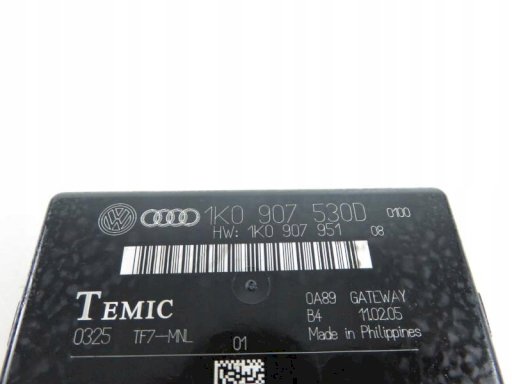 1K0 907 530D 0100
HW: 1K0 907 951 08
TEMIC 0A89 GATEWAY
B4 11.02.05
0325 TF7-MNL Made in Philippines
01